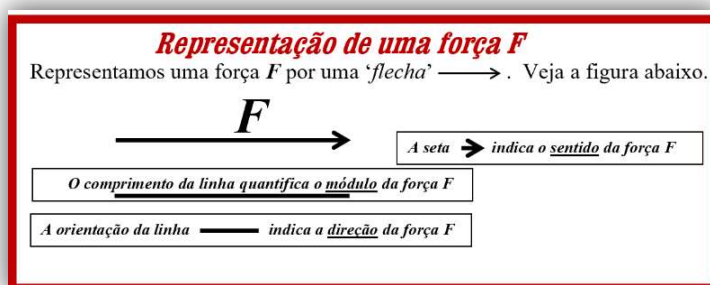 Representação de uma força F
Representamos uma força F por uma ‘flecha’ . Veja a figura abaixo.
F
A seta indica o sentido da força F
O comprimento da linha quantifica o módulo da força F
A orientação da linha indica a direção da força F